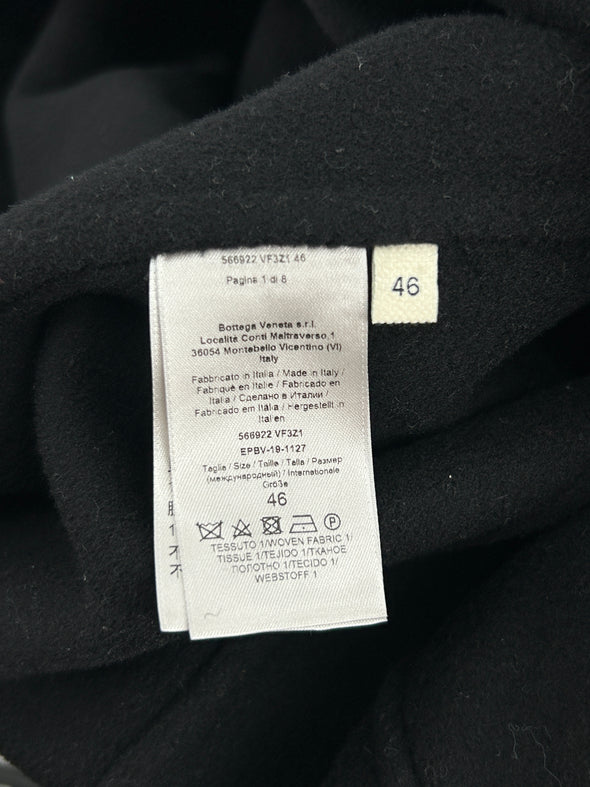 566922 VF3Z1 46
Pagina 1 di 8
46
Bottega Veneta s.r.l.
Località Conti Maltraverso,1
36054 Montebello Vicentino (VI)
Italy
Fabbricato in Italia / Made in Italy /
Fabriqué en Italie / Fabricado en
Italia / Сделано в Италии /
Fabricado em Itália / Hergestellt in
Italien
566922 VF3Z1
EPBV-19-1127
Taglia / Size / Taille / Talla / Размер
(международный) / Internationale
Größe
46
P
TESSUTO 1/WOVEN FABRIC 1/
TISSUE 1/TEJIDO 1/ТКАНОЕ
ПОЛОТНО 1/TECIDO 1/
WEBSTOFF 1
不